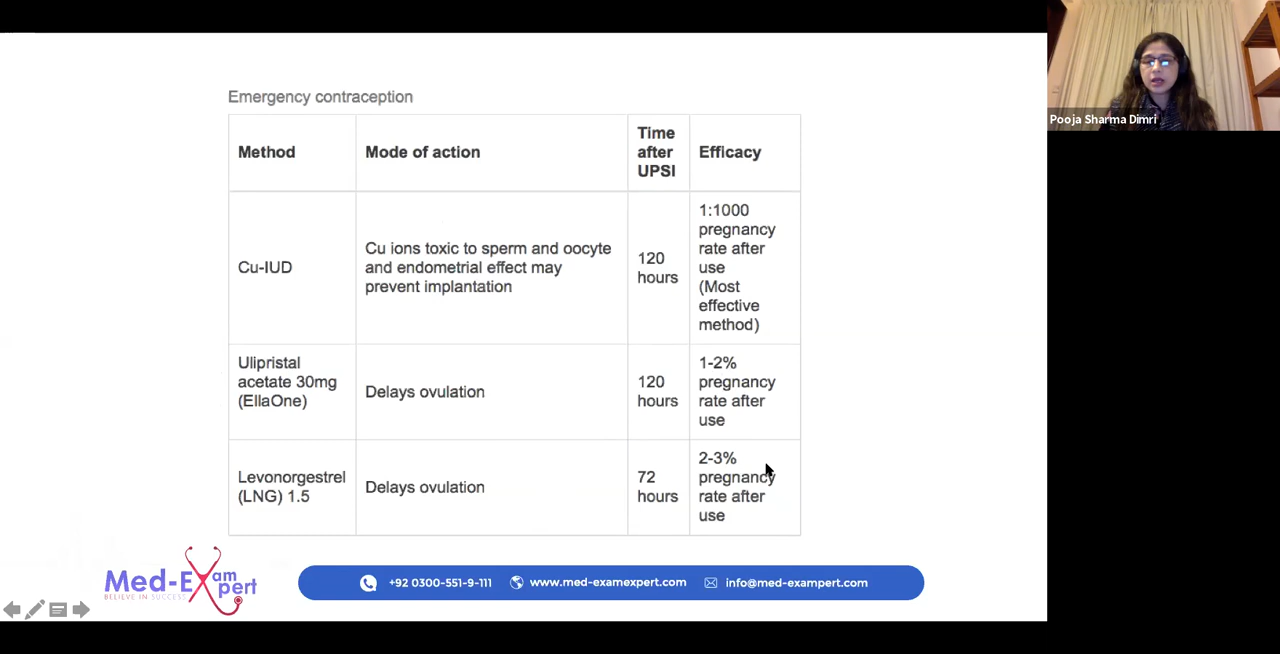 Emergency contraception
Method
Mode of action
Time
after
UPSI
Efficacy
Cu-IUD
Cu ions toxic to sperm and oocyte
and endometrial effect may
prevent implantation
120
hours
1:1000
pregnancy
rate after
use
(Most
effective
method)
Ulipristal
acetate 30mg
(EllaOne)
Delays ovulation
120
hours
1-2%
pregnancy
rate after
use
Levonorgestrel
(LNG) 1.5
Delays ovulation
72
hours
2-3%
pregnancy
rate after
use
Med-Exam
pert
BELIEVE IN SUCCESS
+92 0300-551-9-111
www.med-examexpert.com
info@med-exampert.com
Pooja Sharma Dimri